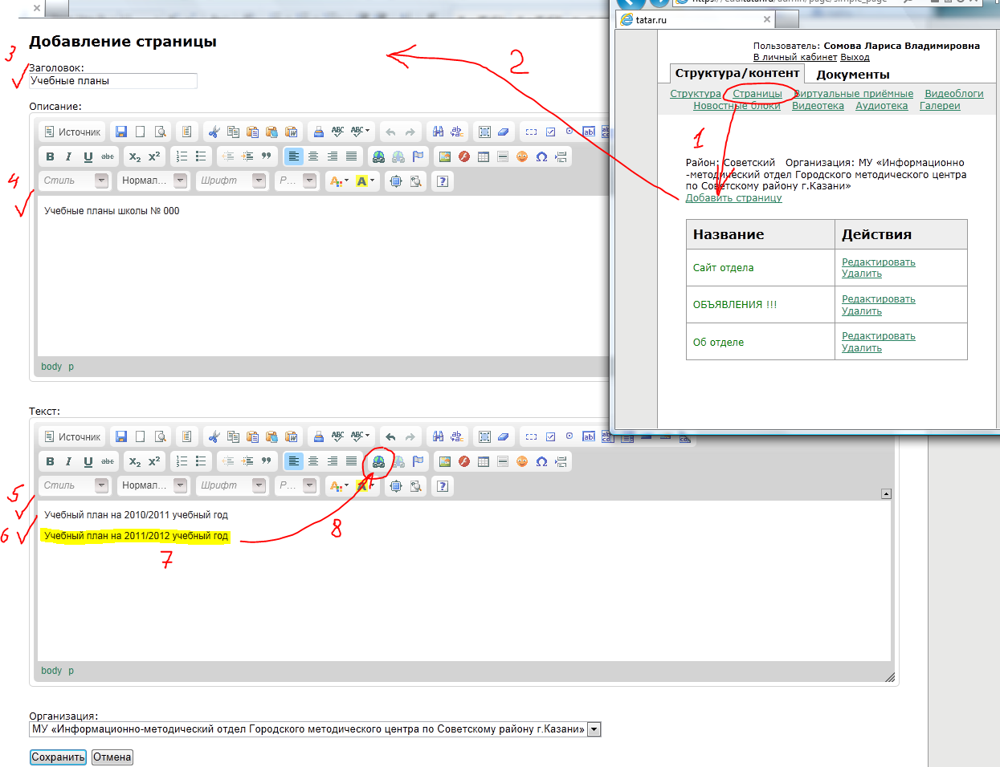 Добавление страницы
3
Заголовок:
Учебные планы
Описание:
Источник
Стиль
Нормал...
Шрифт
Р...
4
Учебные планы школы № 000
body p
Текст:
Источник
Стиль
Нормал...
Шрифт
Р...
5
Учебный план на 2010/2011 учебный год
6
Учебный план на 2011/2012 учебный год
7
8
body p
Организация:
МУ «Информационно-методический отдел Городского методического центра по Советскому району г.Казани»
Сохранить Отмена
2
tatar.ru
Пользователь: Сомова Лариса Владимировна
В личный кабинет Выход
Структура/контент Документы
Структура Страницы Виртуальные приёмные Видеоблоги
Новостные блоки Видеотека Аудиотека Галереи
1
Район: Советский Организация: МУ «Информационно
-методический отдел Городского методического центра
по Советскому району г.Казани»
Добавить страницу
Название Действия
Сайт отдела Редактировать
Удалить
ОБЪЯВЛЕНИЯ !!! Редактировать
Удалить
Об отделе Редактировать
Удалить